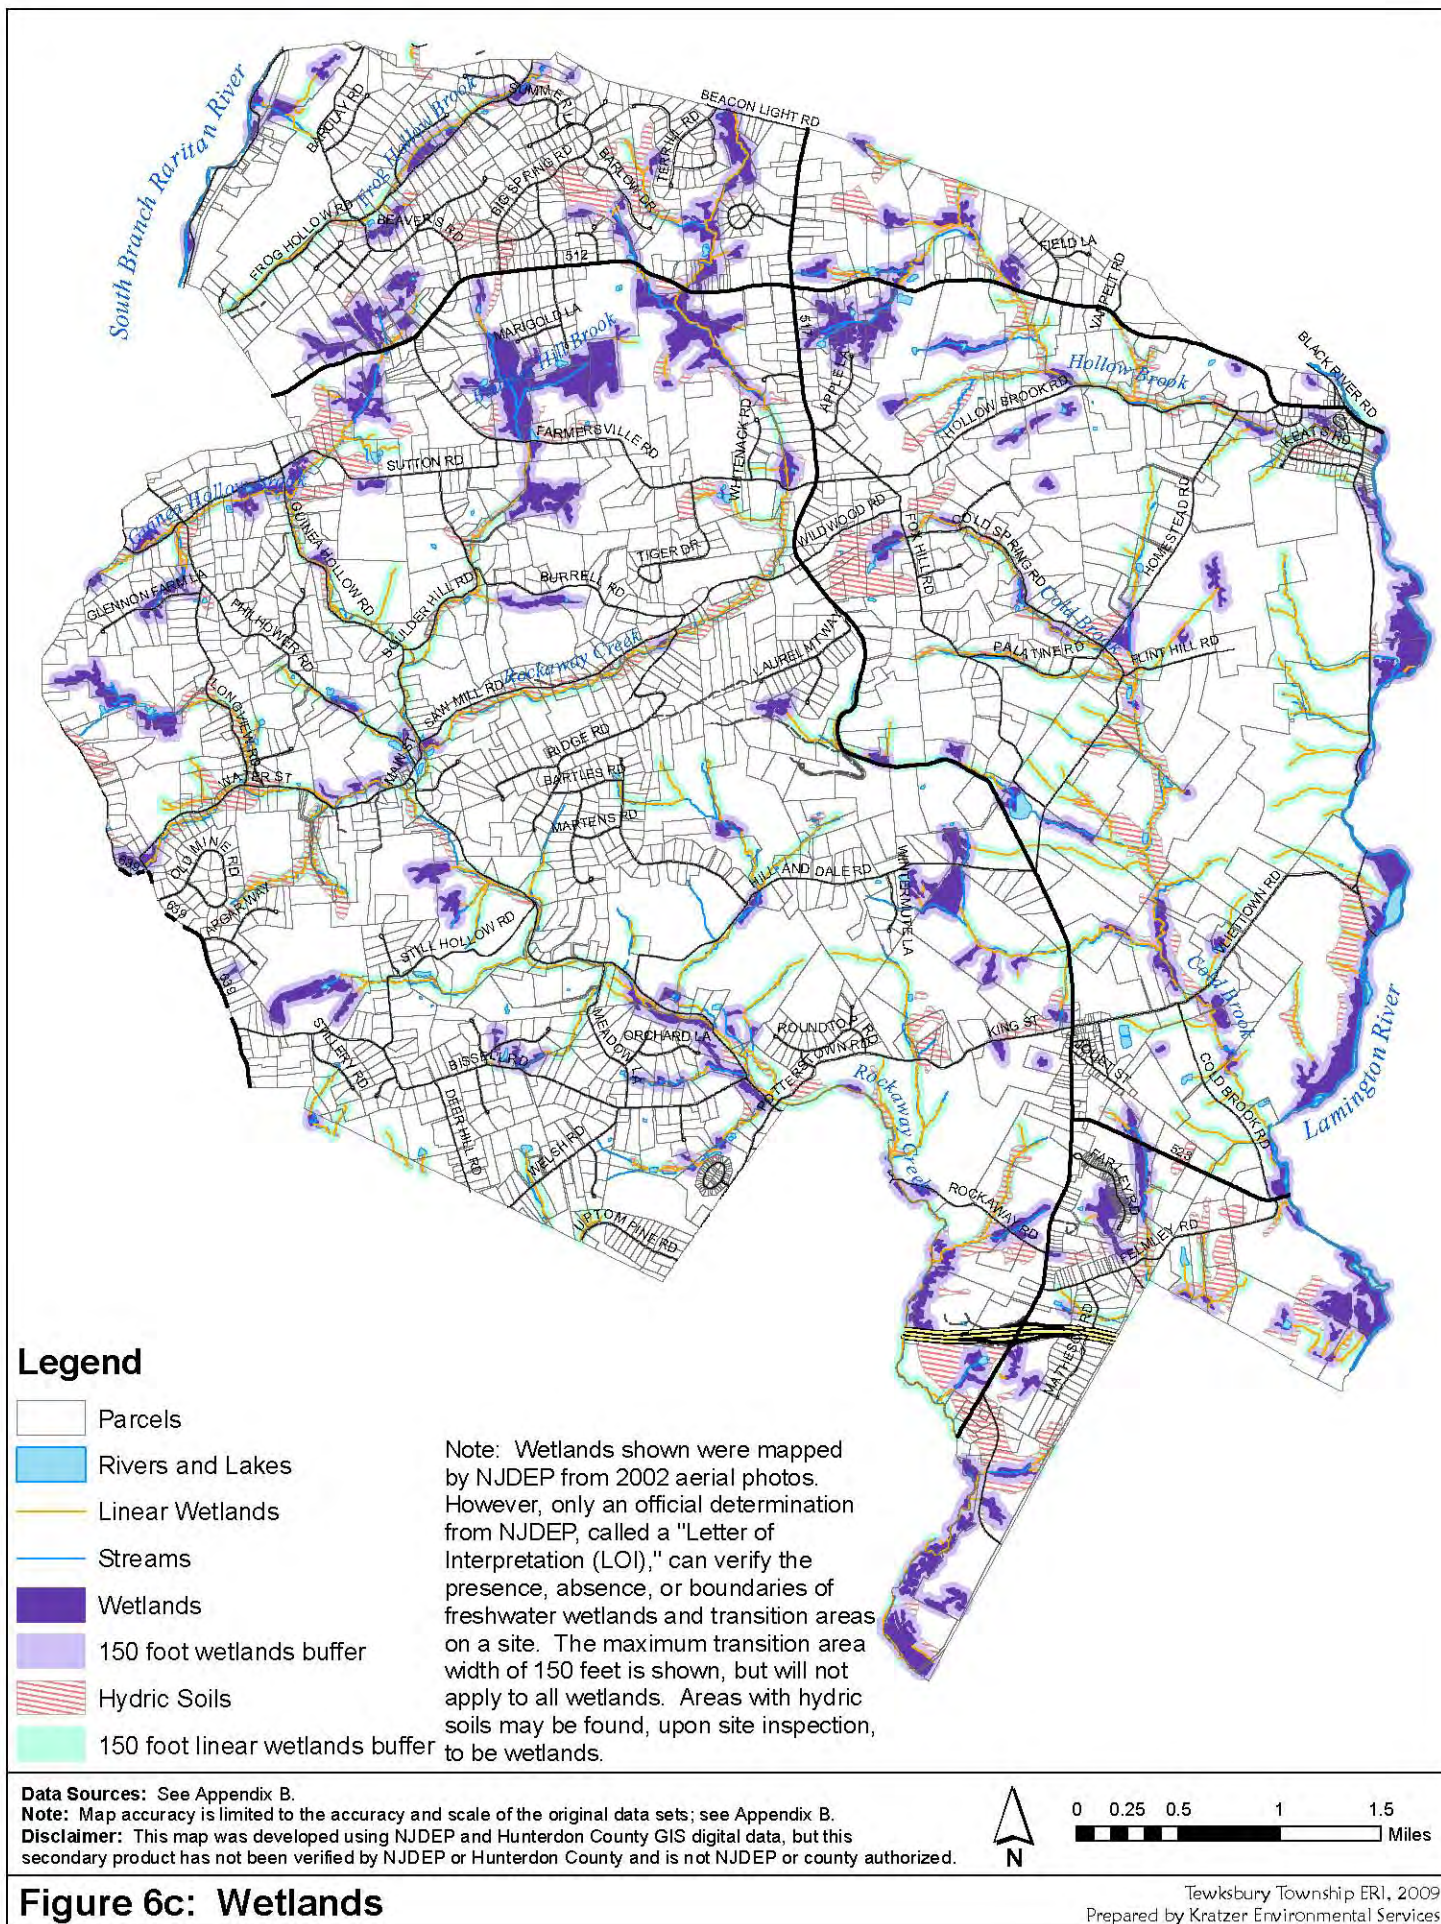 South Branch Raritan River
BARCLAY RD
Frog Hollow Brook
SUMMER L
BEACON LIGHT RD
TERRILL RD
BARLOW DR
BIG SPRING RD
BEAVERS RD
FROG HOLLOW RD
512
517
FIELD LA
VANPELT RD
MARIGOLD LA
Hill Brook
APPLE LA
Hollow Brook
HOLLOW BROOK RD
BLACK RIVER RD
KEATS RD
FARMERSVILLE RD
WHITENACK RD
SUTTON RD
Guinea Hollow Brook
GUINEA HOLLOW RD
WILDWOOD RD
FOX HILL RD
COLD SPRING RD
HOMESTEAD RD
TIGER DR
BURRELL RD
GLENNON FARM LA
PHILHOWER RD
BOULDER HILL RD
Cold Brook
PALATINE RD
FLINT HILL RD
LAUREL MT WAY
Rockaway Creek
SAW MILL RD
LONGVIEW RD
RIDGE RD
MAIN ST
WATER ST
BARTLES RD
MARTENS RD
OLD MINE RD
639
ARGAR WAY
639
HILL AND DALE RD
WINTERMUTE LA
VLIETTOWN RD
STILL HOLLOW RD
639
Cold Brook
Lamington River
MEADOW LA
ORCHARD LA
ROUNDTOP RD
KING ST
POTTERSTOWN RD
SWILLERY RD
BISSELL RD
JOLIET ST
COLD BROOK RD
Rockaway Creek
DEER HILL RD
WELSH RD
523
FARLEY RD
ROCKAWAY RD
FELMLEY RD
UPTOM PINE RD
MATHESON RD
Legend
Parcels
Rivers and Lakes
Linear Wetlands
Streams
Wetlands
150 foot wetlands buffer
Hydric Soils
150 foot linear wetlands buffer
Note: Wetlands shown were mapped
by NJDEP from 2002 aerial photos.
However, only an official determination
from NJDEP, called a "Letter of
Interpretation (LOI)," can verify the
presence, absence, or boundaries of
freshwater wetlands and transition areas
on a site. The maximum transition area
width of 150 feet is shown, but will not
apply to all wetlands. Areas with hydric
soils may be found, upon site inspection,
to be wetlands.
Data Sources: See Appendix B.
Note: Map accuracy is limited to the accuracy and scale of the original data sets; see Appendix B.
Disclaimer: This map was developed using NJDEP and Hunterdon County GIS digital data, but this
secondary product has not been verified by NJDEP or Hunterdon County and is not NJDEP or county authorized.
N
0 0.25 0.5 1 1.5
Miles
Figure 6c: Wetlands
Tewksbury Township ERI, 2009
Prepared by Kratzer Environmental Services